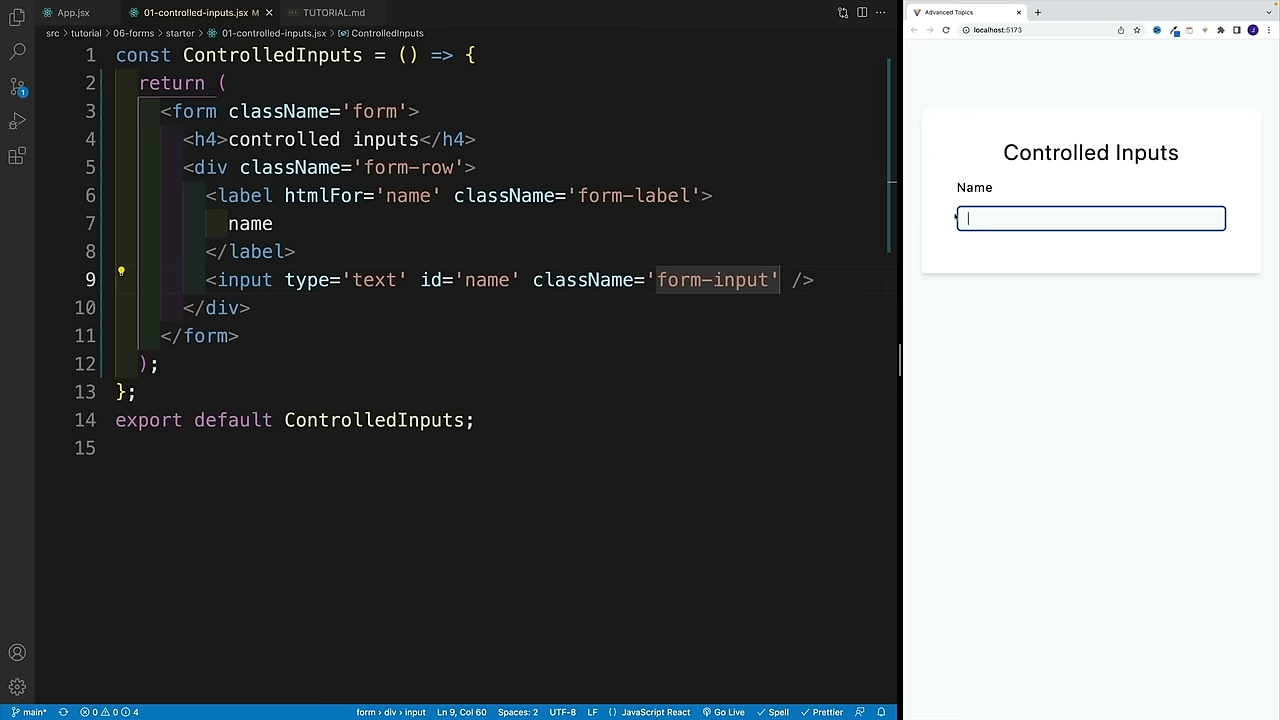 App.jsx
01-controlled-inputs.jsx M
TUTORIAL.md
src > tutorial > 06-forms > starter > 01-controlled-inputs.jsx > ControlledInputs
1 const ControlledInputs = () => {
2 return (
3 <form className='form'>
4 <h4>controlled inputs</h4>
5 <div className='form-row'>
6 <label htmlFor='name' className='form-label'>
7 name
8 </label>
9 <input type='text' id='name' className='form-input' />
10 </div>
11 </form>
12 );
13 };
14 export default ControlledInputs;
15
1
main*
0 0 4
form > div > input
Ln 9, Col 60
Spaces: 2
UTF-8
LF
{ } JavaScript React
Go Live
Spell
Prettier
Advanced Topics
localhost:5173
J
Controlled Inputs
Name